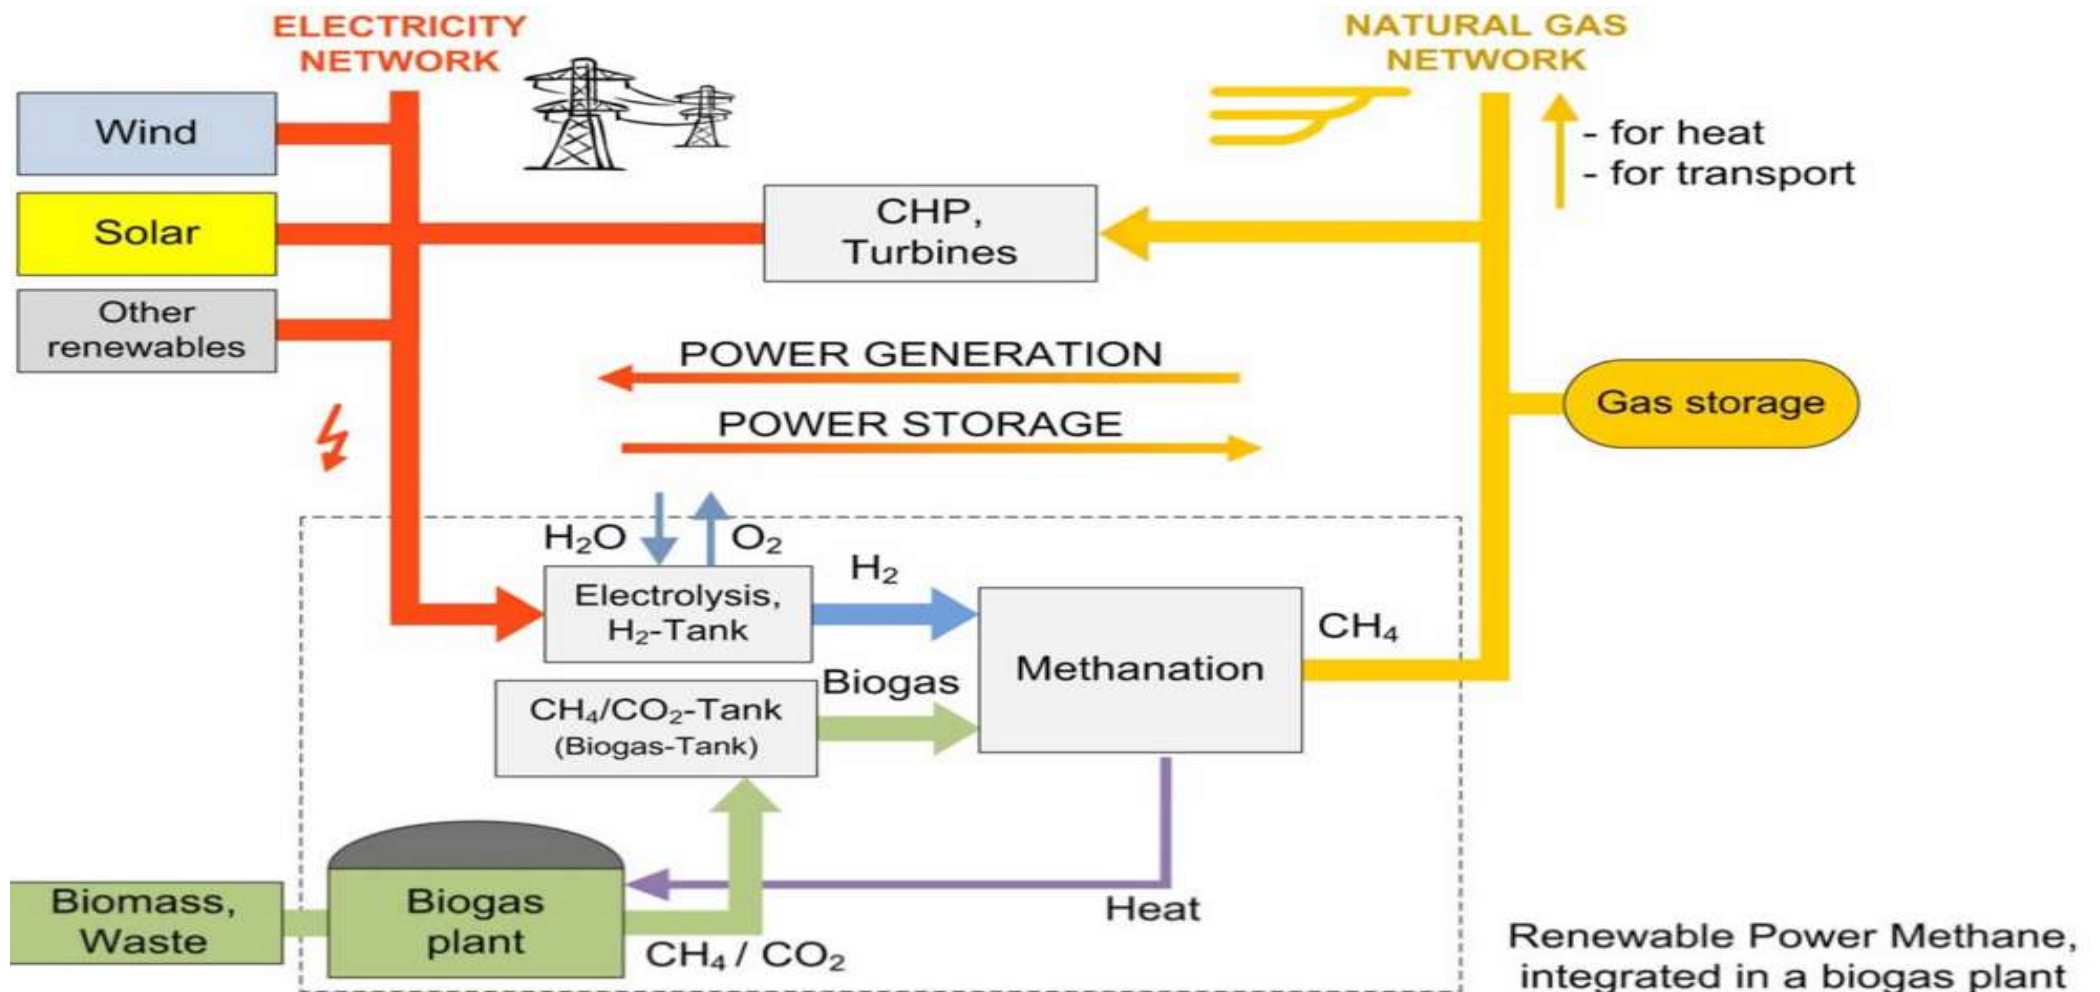 ELECTRICITY
NETWORK
NATURAL GAS
NETWORK
Wind
- for heat
- for transport
Solar
CHP,
Turbines
Other
renewables
POWER GENERATION
Gas storage
POWER STORAGE
H₂O
O₂
H₂
Electrolysis,
H₂-Tank
CH₄
Methanation
Biogas
CH₄/CO₂-Tank
(Biogas-Tank)
Biomass,
Waste
Biogas
plant
Heat
CH₄ / CO₂
Renewable Power Methane,
integrated in a biogas plant